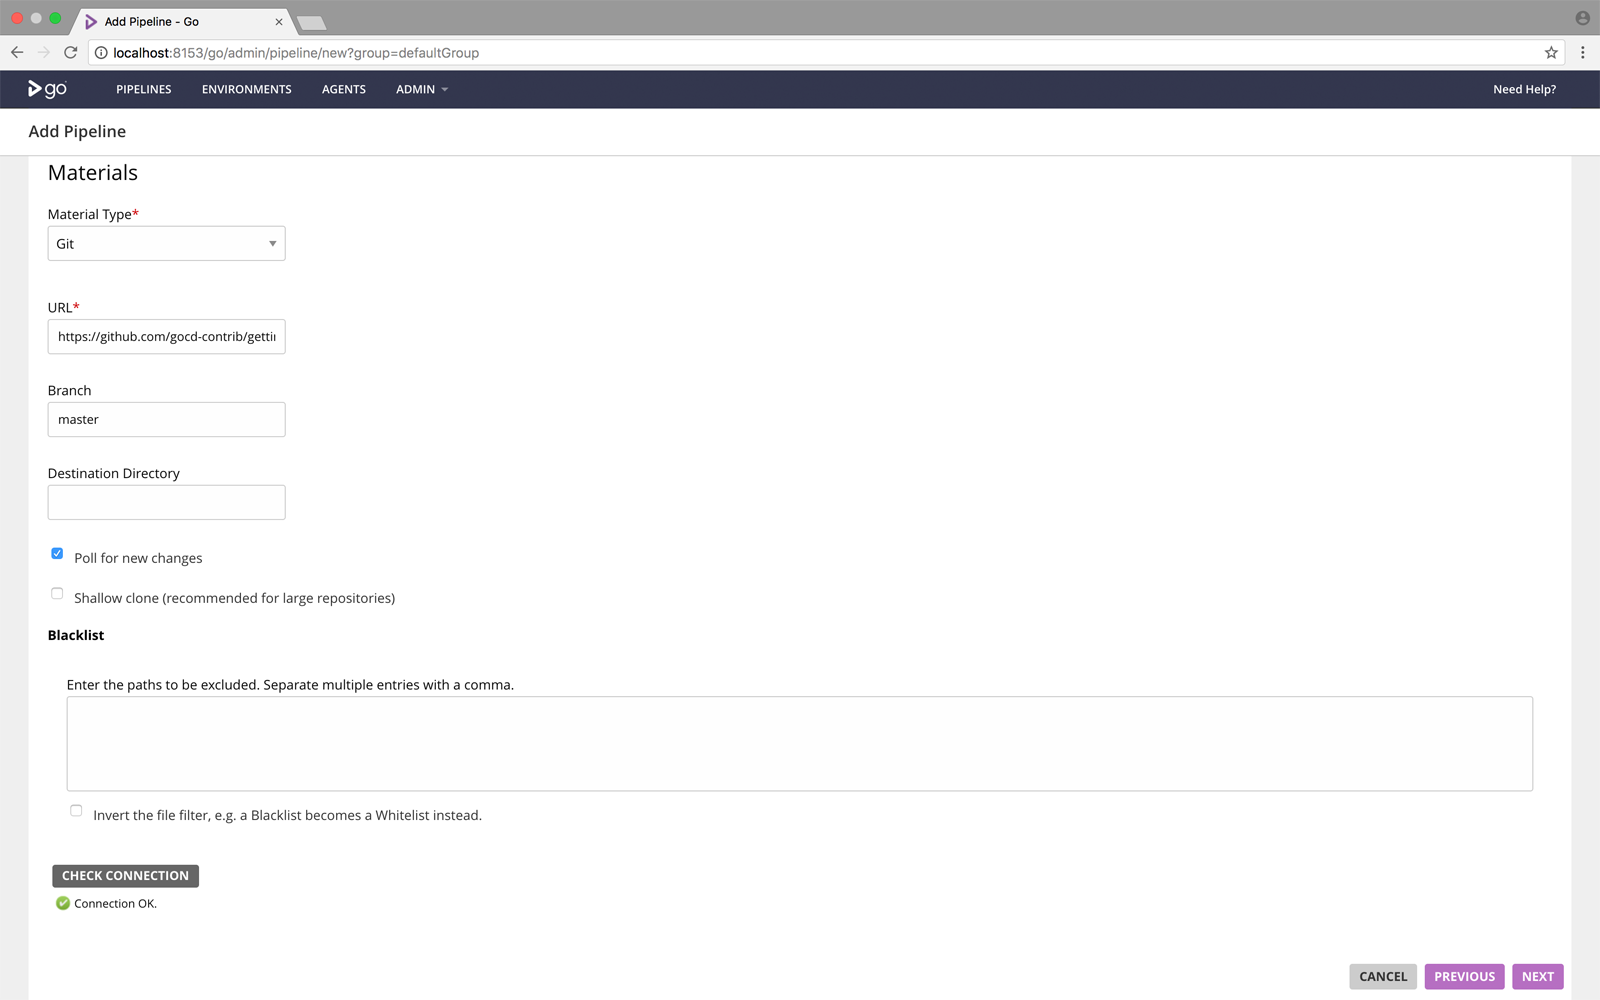 Add Pipeline - Go
localhost:8153/go/admin/pipeline/new?group=defaultGroup
go PIPELINES ENVIRONMENTS AGENTS ADMIN Need Help?
Add Pipeline
Materials
Material Type*
Git
URL*
https://github.com/gocd-contrib/getti
Branch
master
Destination Directory
Poll for new changes
Shallow clone (recommended for large repositories)
Blacklist
Enter the paths to be excluded. Separate multiple entries with a comma.
Invert the file filter, e.g. a Blacklist becomes a Whitelist instead.
CHECK CONNECTION
Connection OK.
CANCEL PREVIOUS NEXT